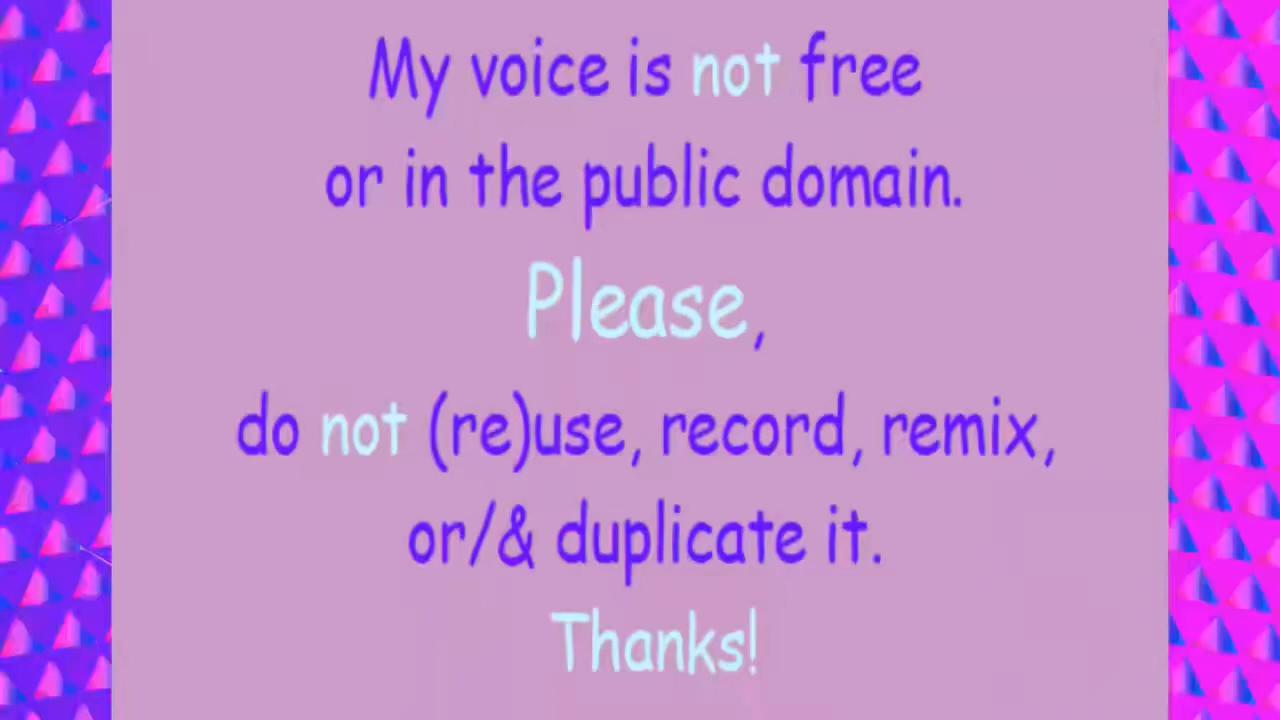 My voice is not free
or in the public domain.
Please,
do not (re)use, record, remix,
or/& duplicate it.
Thanks!